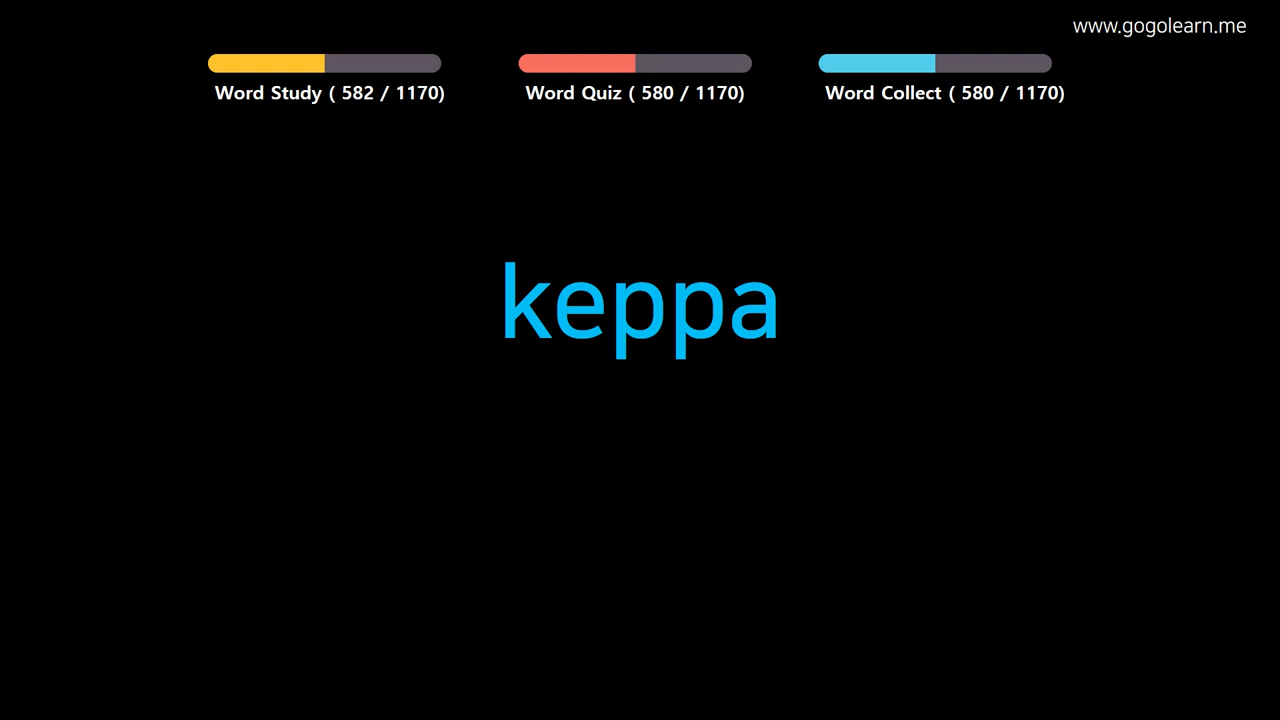 www.gogolearn.me
Word Study ( 582 / 1170)
Word Quiz ( 580 / 1170)
Word Collect ( 580 / 1170)
keppa